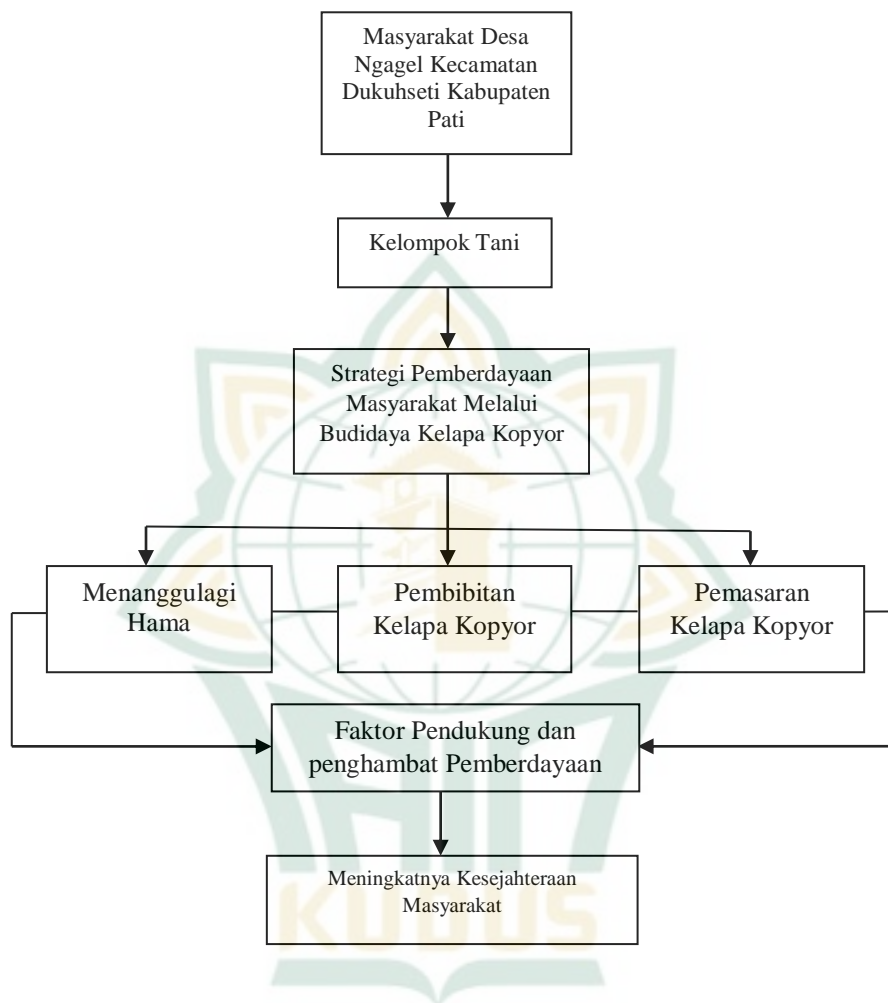 Masyarakat Desa
Ngagel Kecamatan
Dukuhseti Kabupaten
Pati
Kelompok Tani
Strategi Pemberdayaan
Masyarakat Melalui
Budidaya Kelapa Kopyor
Menanggulagi
Hama
Pembibitan
Kelapa Kopyor
Pemasaran
Kelapa Kopyor
Faktor Pendukung dan
penghambat Pemberdayaan
Meningkatnya Kesejahteraan
Masyarakat
KUDUS